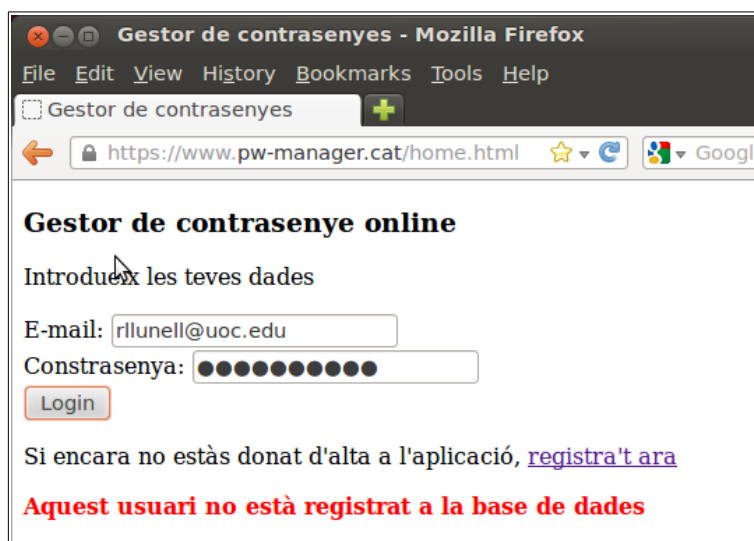 Gestor de contrasenyes - Mozilla Firefox
File Edit View History Bookmarks Tools Help
Gestor de contrasenyes
https://www.pw-manager.cat/home.html Googl
Gestor de contrasenye online
Introdueix les teves dades
E-mail: rllunell@uoc.edu
Constrasenya: ●●●●●●●●●●
Login
Si encara no estàs donat d'alta a l'aplicació, registra't ara
Aquest usuari no està registrat a la base de dades